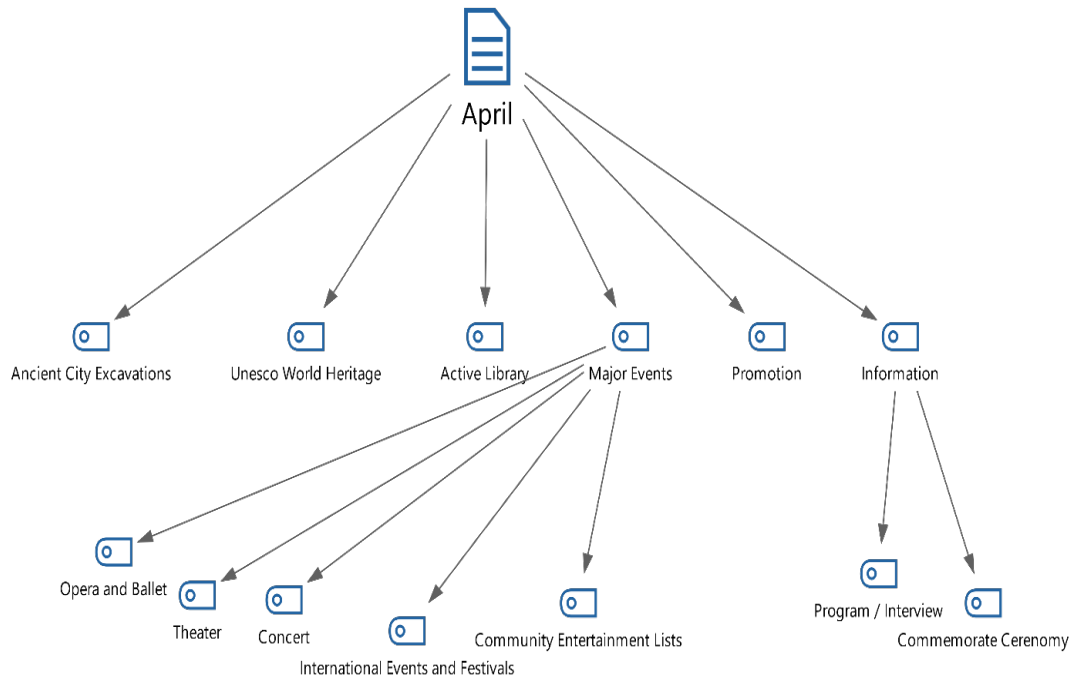 April
Ancient City Excavations
Unesco World Heritage
Active Library
Major Events
Promotion
Information
Opera and Ballet
Theater
Concert
International Events and Festivals
Community Entertainment Lists
Program / Interview
Commemorate Cerenomy